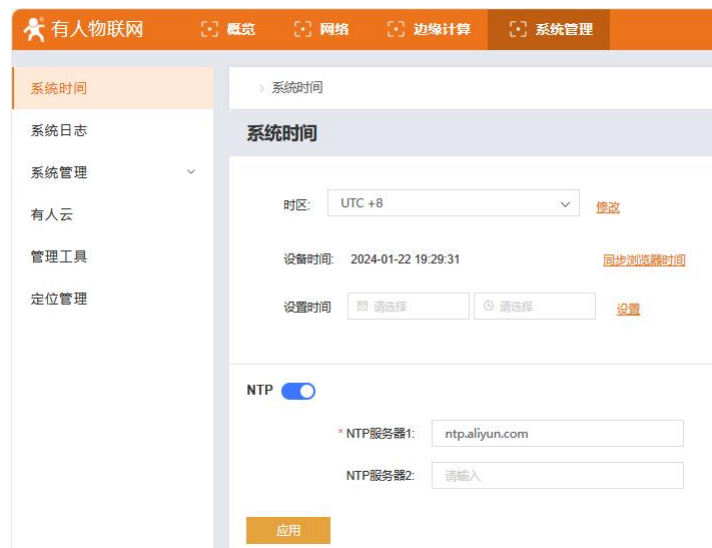 有人物联网 概览 网络 边缘计算 系统管理
系统时间
系统日志
系统管理
有人云
管理工具
定位管理
> 系统时间
系统时间
时区: UTC +8 修改
设备时间: 2024-01-22 19:29:31 同步浏览器时间
设置时间 请选择 请选择 设置
NTP
* NTP服务器1: ntp.aliyun.com
NTP服务器2: 请输入
应用